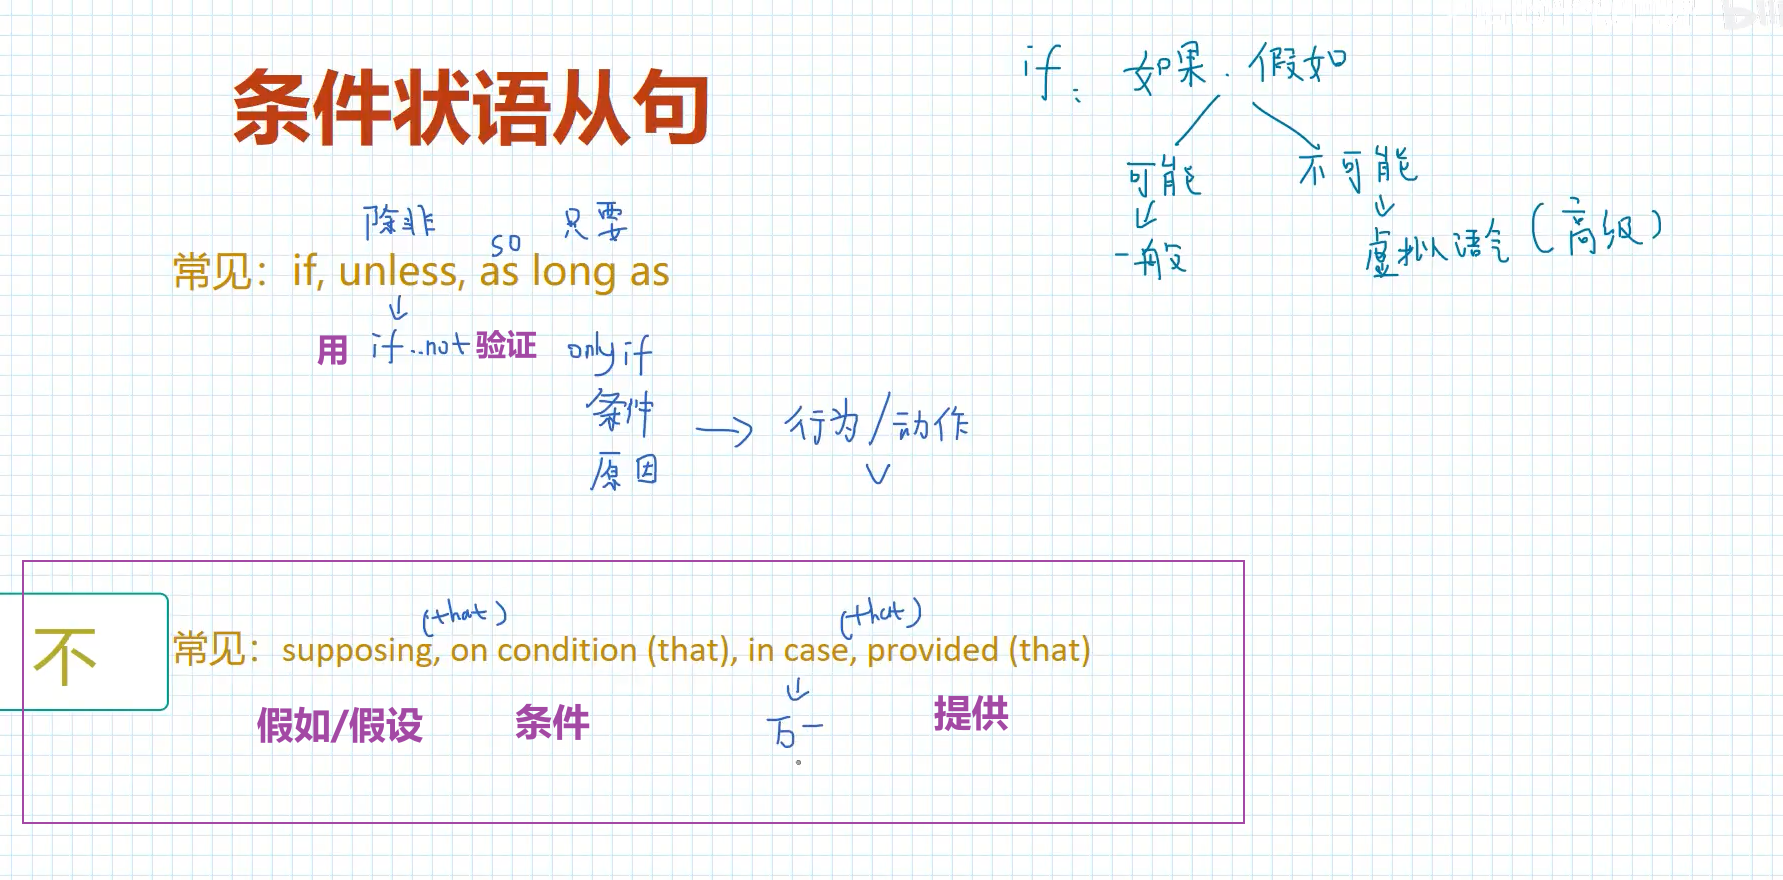 条件状语从句
if: 如果. 假如
可能 不可能
一般 虚拟语气(高级)
除非 so 只要
常见：if, unless, as long as
用 if..not 验证 only if
条件
原因 → 行为/动作
(that) (that)
不常见：supposing, on condition (that), in case, provided (that)
假如/假设 条件 万一 提供